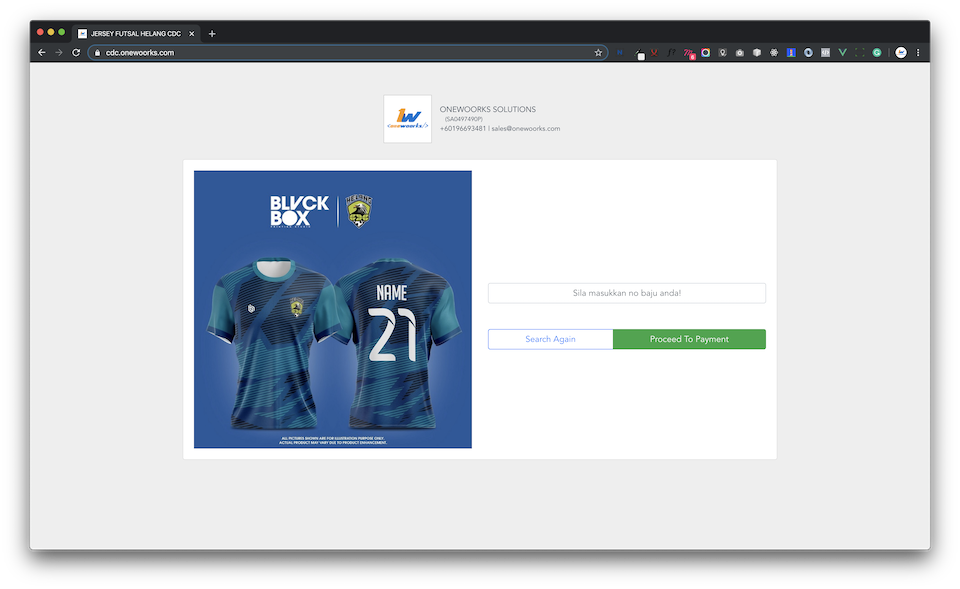 JERSEY FUTSAL HELANG CDC
cdc.onewoorks.com
1W
<onewoorks/>
ONEWOORKS SOLUTIONS
(SA0497490P)
+60196693481 | sales@onewoorks.com
BLVCK
BOX
HELANG
NAME
21
ALL PICTURES SHOWN ARE FOR ILLUSTRATION PURPOSE ONLY.
ACTUAL PRODUCT MAY VARY DUE TO PRODUCT ENHANCEMENT.
Sila masukkan no baju anda!
Search Again
Proceed To Payment